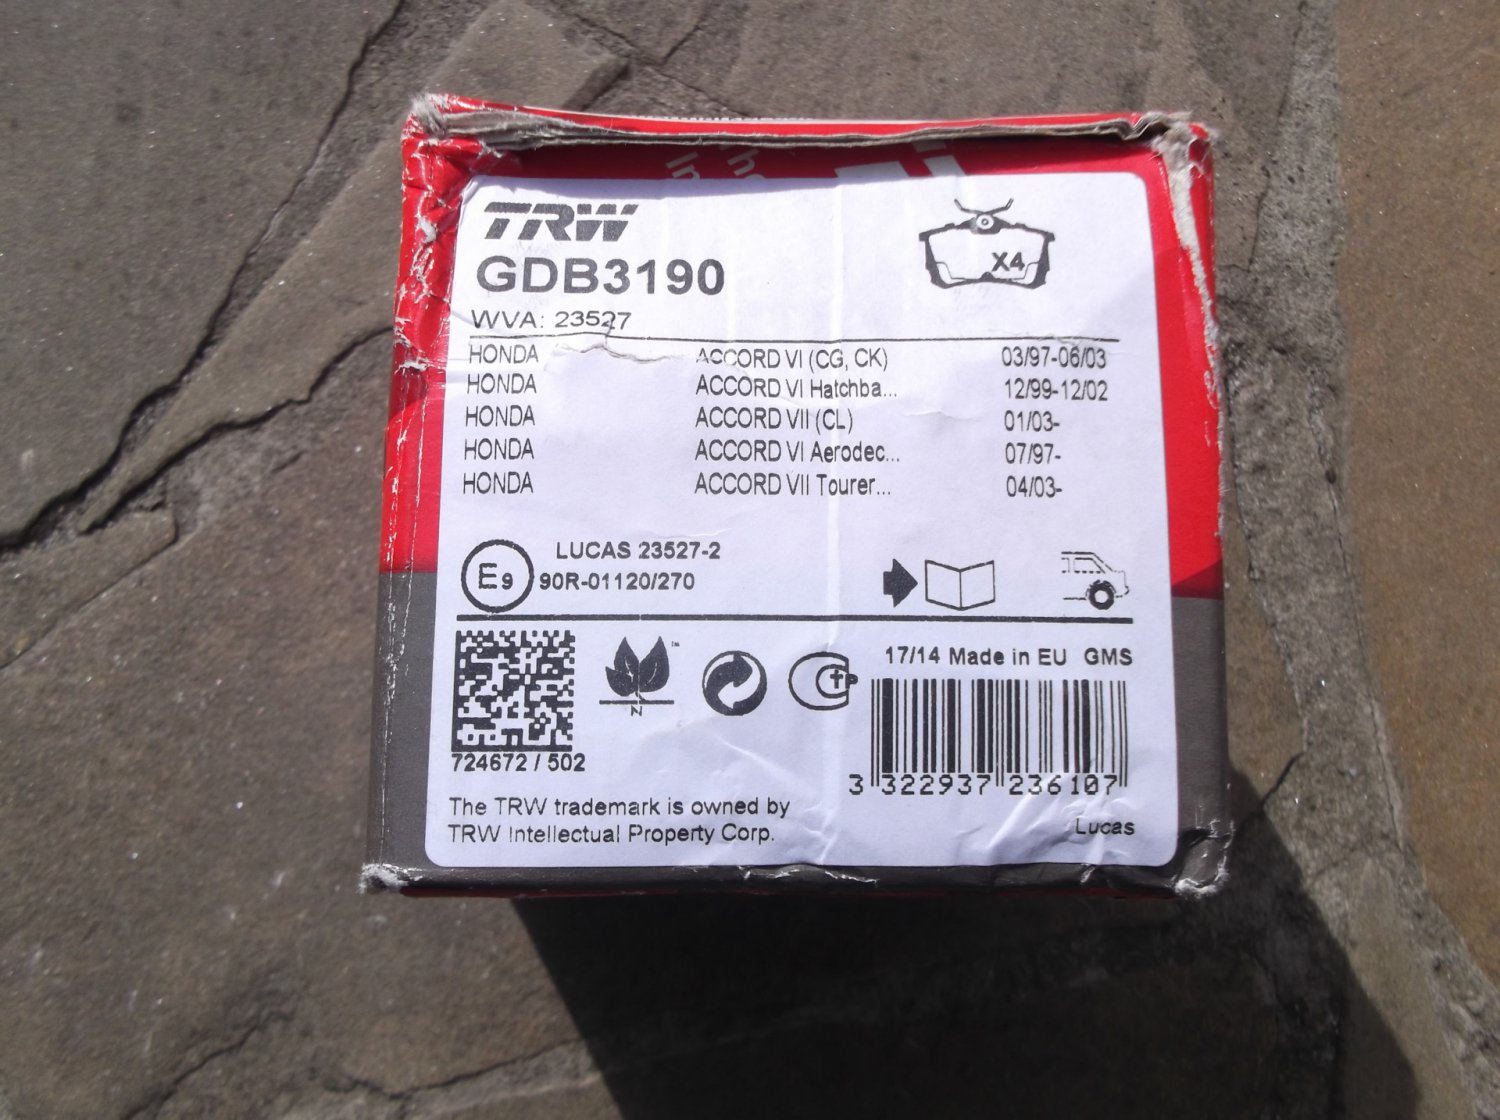 TRW
GDB3190
X4
WVA: 23527
HONDA ACCORD VI (CG, CK) 03/97-06/03
HONDA ACCORD VI Hatchba... 12/99-12/02
HONDA ACCORD VII (CL) 01/03-
HONDA ACCORD VI Aerodec... 07/97-
HONDA ACCORD VII Tourer... 04/03-
E9
LUCAS 23527-2
90R-01120/270
17/14 Made in EU GMS
N
724672 / 502
3 322937 236107
The TRW trademark is owned by
TRW Intellectual Property Corp.
Lucas